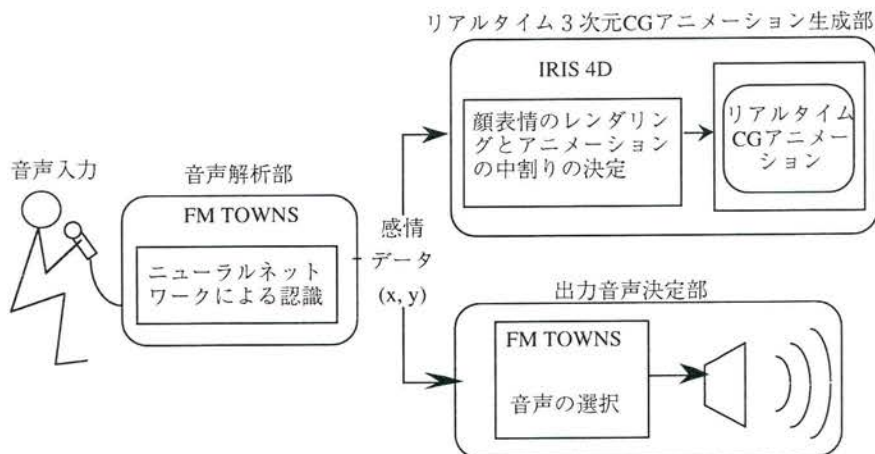 リアルタイム3次元CGアニメーション生成部
IRIS 4D
顔表情のレンダリ
ングとアニメーション
の中割りの決定
リアルタイム
CGアニメー
ション
音声入力
音声解析部
FM TOWNS
ニューラルネット
ワークによる認識
感情
データ
(x, y)
出力音声決定部
FM TOWNS
音声の選択